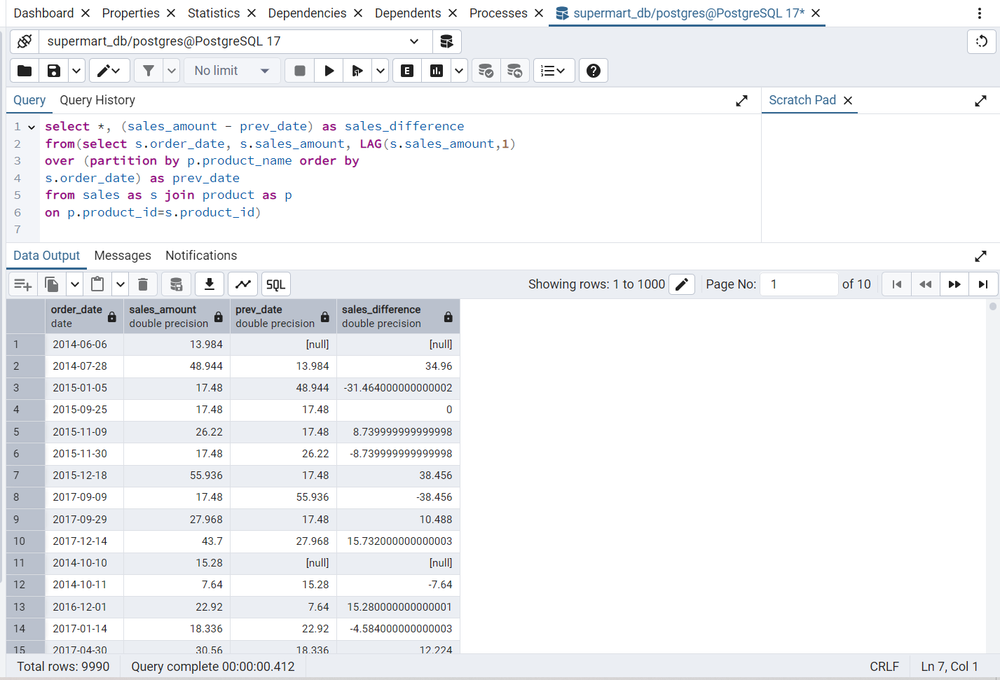 Dashboard Properties Statistics Dependencies Dependents Processes supermart_db/postgres@PostgreSQL 17*
supermart_db/postgres@PostgreSQL 17
No limit
E
Query Query History Scratch Pad
1 select *, (sales_amount - prev_date) as sales_difference
2 from(select s.order_date, s.sales_amount, LAG(s.sales_amount,1)
3 over (partition by p.product_name order by
4 s.order_date) as prev_date
5 from sales as s join product as p
6 on p.product_id=s.product_id)
7
Data Output Messages Notifications
SQL Showing rows: 1 to 1000 Page No: 1 of 10
order_date sales_amount prev_date sales_difference
date double precision double precision double precision
1 2014-06-06 13.984 [null] [null]
2 2014-07-28 48.944 13.984 34.96
3 2015-01-05 17.48 48.944 -31.464000000000002
4 2015-09-25 17.48 17.48 0
5 2015-11-09 26.22 17.48 8.739999999999998
6 2015-11-30 17.48 26.22 -8.739999999999998
7 2015-12-18 55.936 17.48 38.456
8 2017-09-09 17.48 55.936 -38.456
9 2017-09-29 27.968 17.48 10.488
10 2017-12-14 43.7 27.968 15.732000000000003
11 2014-10-10 15.28 [null] [null]
12 2014-10-11 7.64 15.28 -7.64
13 2016-12-01 22.92 7.64 15.280000000000001
14 2017-01-14 18.336 22.92 -4.584000000000003
15 2017-04-30 30.56 18.336 12.224
Total rows: 9990 Query complete 00:00:00.412 CRLF Ln 7, Col 1